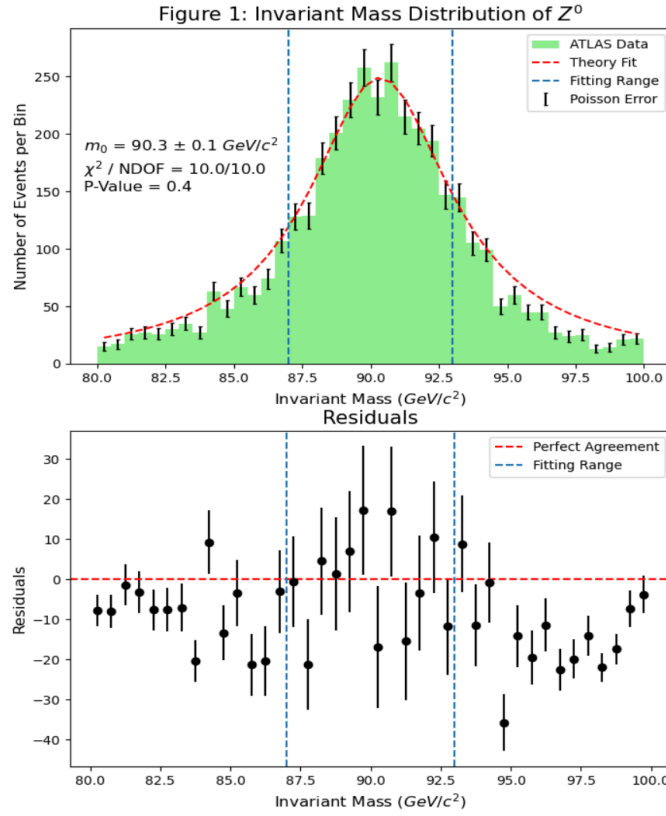 Figure 1: Invariant Mass Distribution of Z⁰
ATLAS Data
Theory Fit
Fitting Range
Poisson Error
m₀ = 90.3 ± 0.1 GeV/c²
χ² / NDOF = 10.0/10.0
P-Value = 0.4
Number of Events per Bin
250
200
150
100
50
0
80.0 82.5 85.0 87.5 90.0 92.5 95.0 97.5 100.0
Invariant Mass (GeV/c²)
Residuals
Perfect Agreement
Fitting Range
Residuals
30
20
10
0
−10
−20
−30
−40
80.0 82.5 85.0 87.5 90.0 92.5 95.0 97.5 100.0
Invariant Mass (GeV/c²)